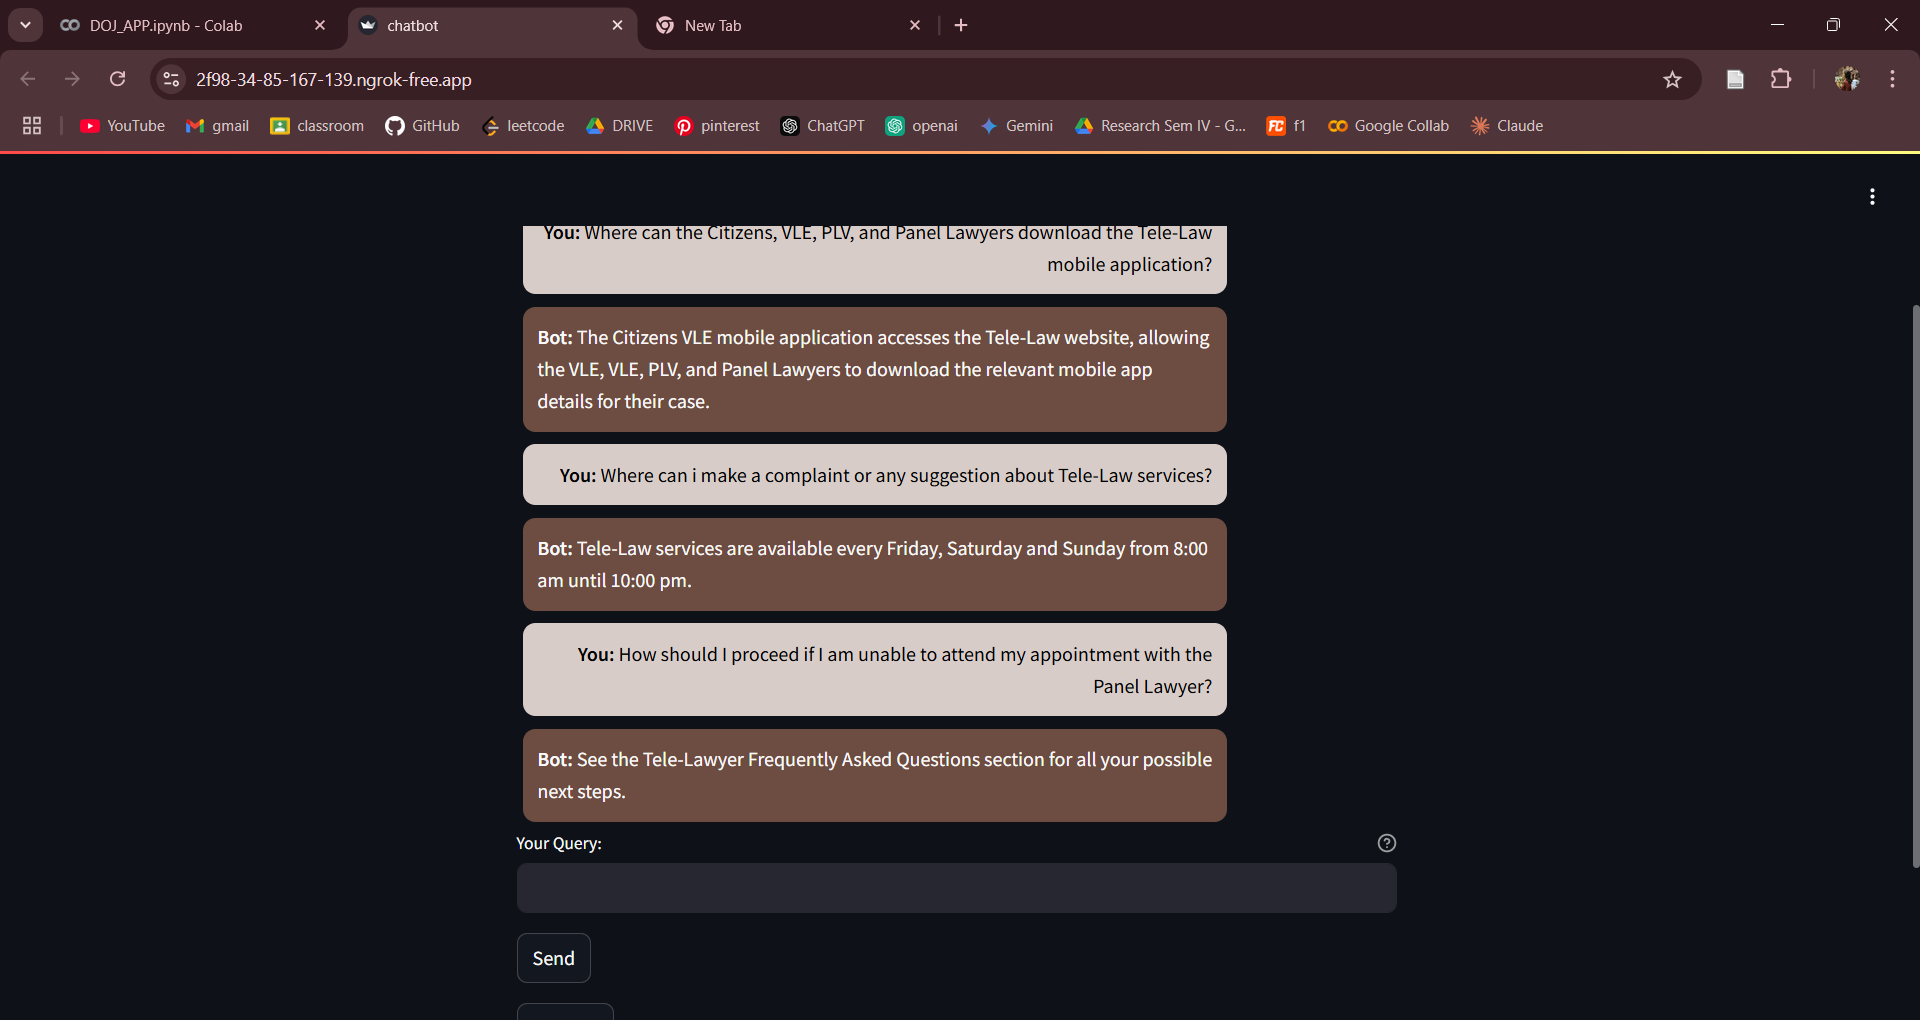 DOJ_APP.ipynb - Colab
chatbot
New Tab
2f98-34-85-167-139.ngrok-free.app
YouTube
gmail
classroom
GitHub
leetcode
DRIVE
pinterest
ChatGPT
openai
Gemini
Research Sem IV - G...
FC f1
Google Collab
Claude
You: Where can the Citizens, VLE, PLV, and Panel Lawyers download the Tele-Law
mobile application?
Bot: The Citizens VLE mobile application accesses the Tele-Law website, allowing
the VLE, VLE, PLV, and Panel Lawyers to download the relevant mobile app
details for their case.
You: Where can i make a complaint or any suggestion about Tele-Law services?
Bot: Tele-Law services are available every Friday, Saturday and Sunday from 8:00
am until 10:00 pm.
You: How should I proceed if I am unable to attend my appointment with the
Panel Lawyer?
Bot: See the Tele-Lawyer Frequently Asked Questions section for all your possible
next steps.
Your Query:
Send